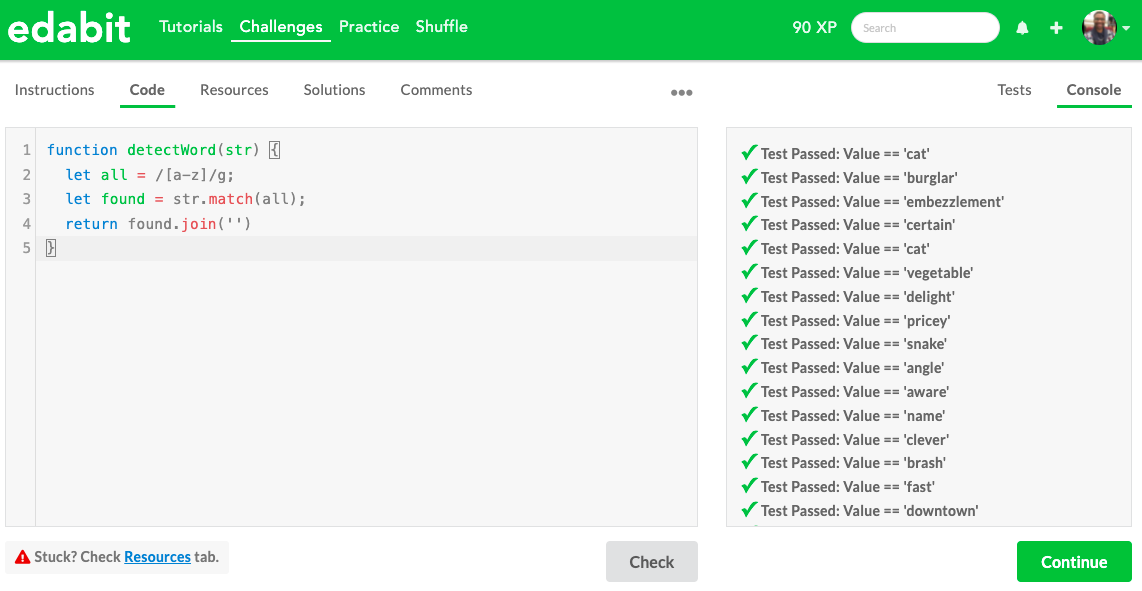 edabit Tutorials Challenges Practice Shuffle 90 XP Search
Instructions Code Resources Solutions Comments ••• Tests Console
1 function detectWord(str) {
2 let all = /[a-z]/g;
3 let found = str.match(all);
4 return found.join('')
5 }
Test Passed: Value == 'cat'
Test Passed: Value == 'burglar'
Test Passed: Value == 'embezzlement'
Test Passed: Value == 'certain'
Test Passed: Value == 'cat'
Test Passed: Value == 'vegetable'
Test Passed: Value == 'delight'
Test Passed: Value == 'pricey'
Test Passed: Value == 'snake'
Test Passed: Value == 'angle'
Test Passed: Value == 'aware'
Test Passed: Value == 'name'
Test Passed: Value == 'clever'
Test Passed: Value == 'brash'
Test Passed: Value == 'fast'
Test Passed: Value == 'downtown'
Stuck? Check Resources tab. Check Continue